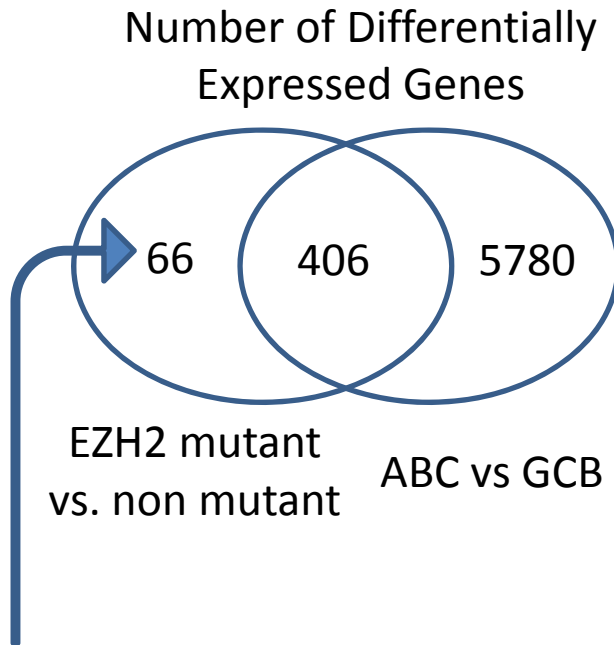 Number of Differentially
Expressed Genes
66
406
5780
EZH2 mutant
vs. non mutant
ABC vs GCB